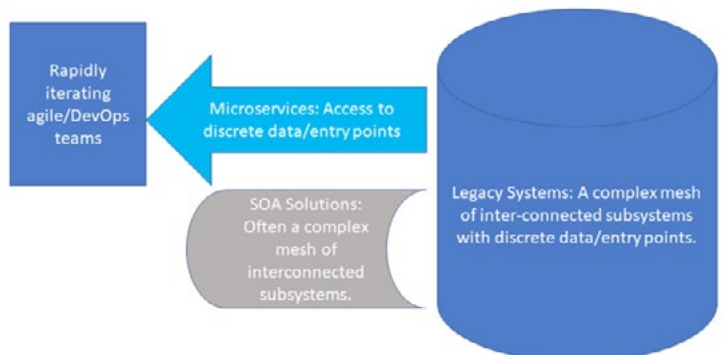 Rapidly
iterating
agile/DevOps
teams
Microservices: Access to
discrete data/entry points
SOA Solutions:
Often a complex
mesh of
interconnected
subsystems.
Legacy Systems: A complex mesh
of inter-connected subsystems
with discrete data/entry points.